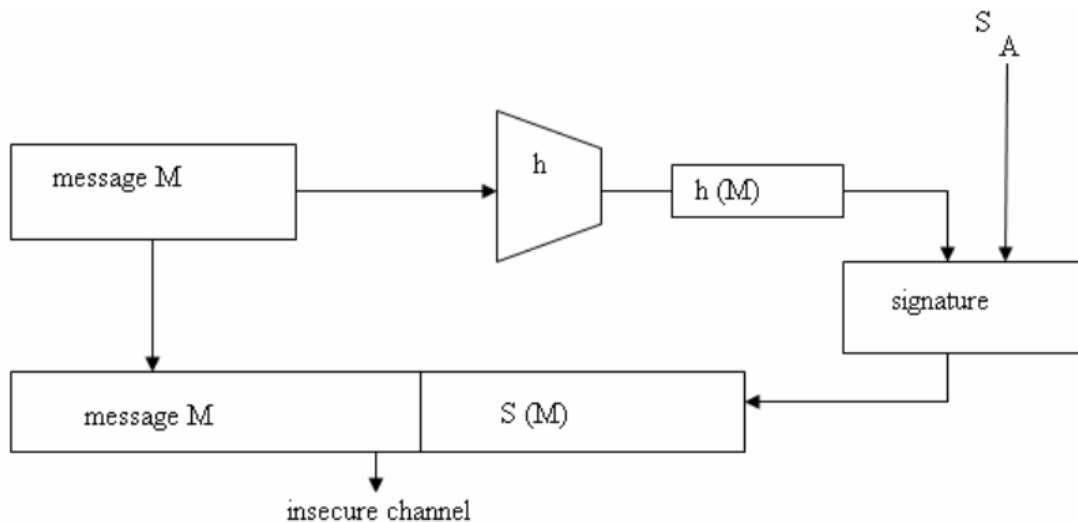 S
A
message M
h
h (M)
signature
message M
S (M)
insecure channel